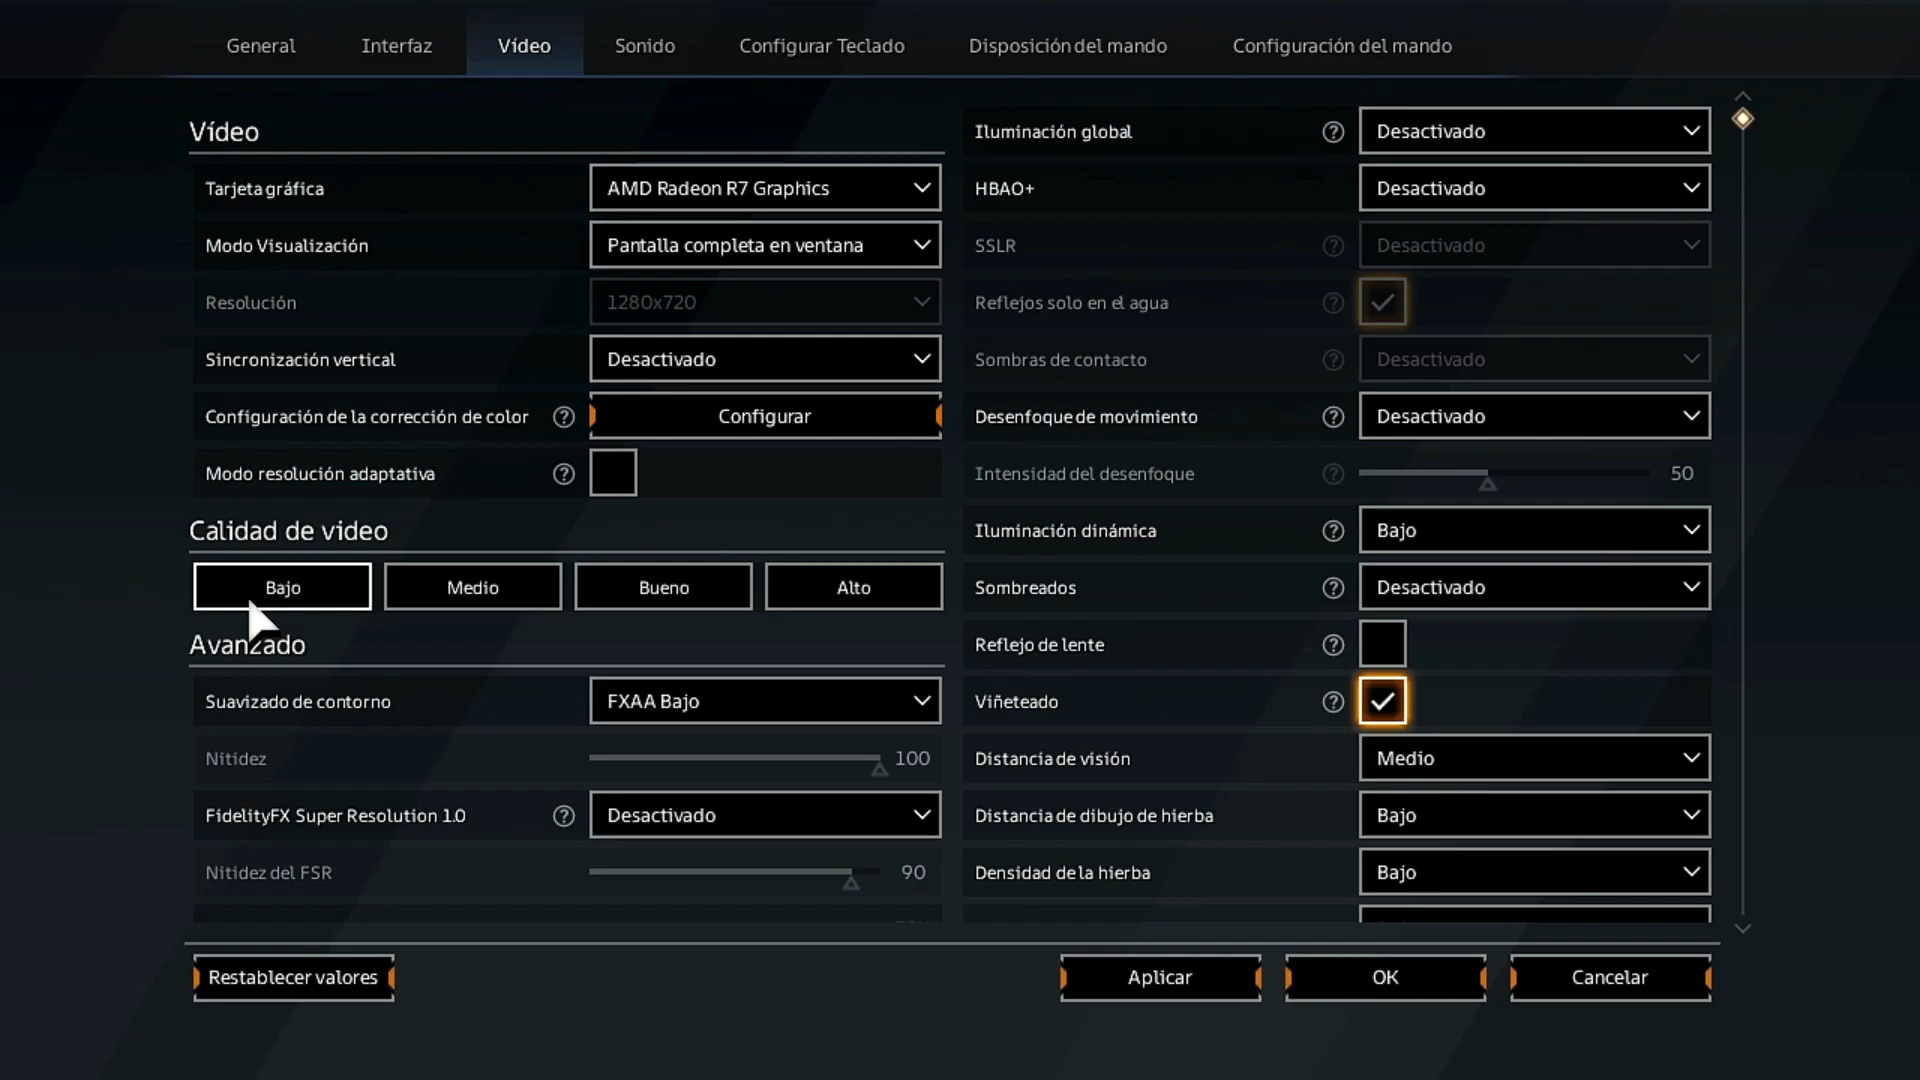 General
Interfaz
Vídeo
Sonido
Configurar Teclado
Disposición del mando
Configuración del mando
Vídeo
Tarjeta gráfica
AMD Radeon R7 Graphics
Modo Visualización
Pantalla completa en ventana
Resolución
1280x720
Sincronización vertical
Desactivado
Configuración de la corrección de color
Configurar
Modo resolución adaptativa
Calidad de video
Bajo
Medio
Bueno
Alto
Avanzado
Suavizado de contorno
FXAA Bajo
Nitidez
100
FidelityFX Super Resolution 1.0
Desactivado
Nitidez del FSR
90
Iluminación global
Desactivado
HBAO+
Desactivado
SSLR
Desactivado
Reflejos solo en el agua
Sombras de contacto
Desactivado
Desenfoque de movimiento
Desactivado
Intensidad del desenfoque
50
Iluminación dinámica
Bajo
Sombreados
Desactivado
Reflejo de lente
Viñeteado
Distancia de visión
Medio
Distancia de dibujo de hierba
Bajo
Densidad de la hierba
Bajo
Restablecer valores
Aplicar
OK
Cancelar